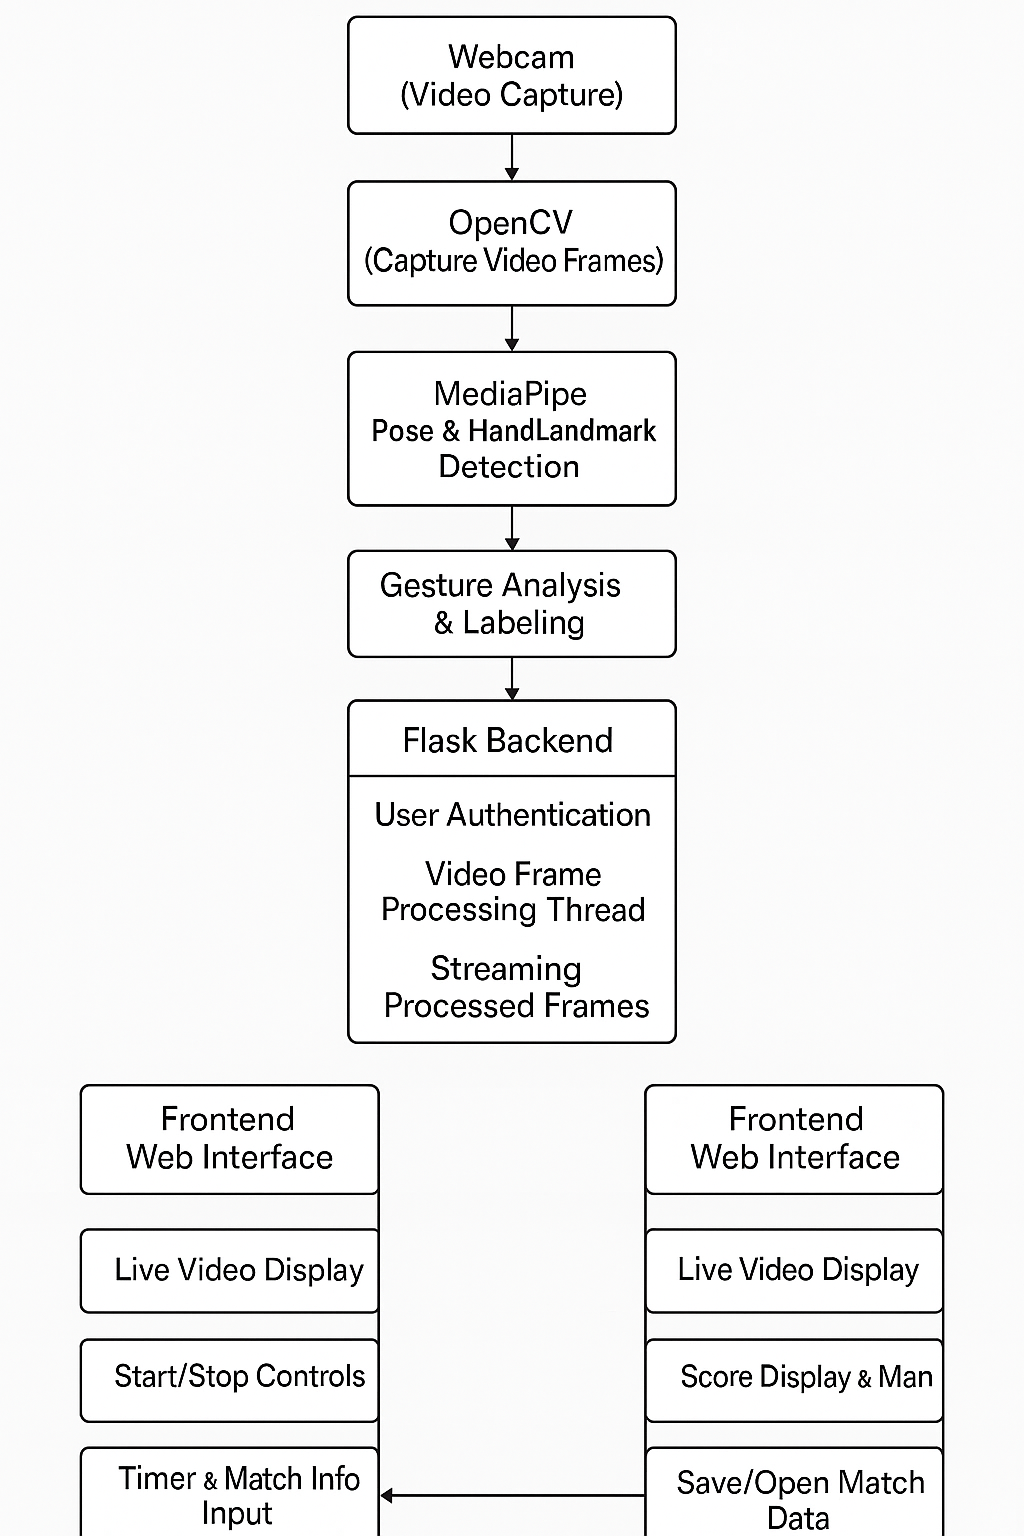 Webcam
(Video Capture)
OpenCV
(Capture Video Frames)
MediaPipe
Pose & HandLandmark
Detection
Gesture Analysis
& Labeling
Flask Backend
User Authentication
Video Frame
Processing Thread
Streaming
Processed Frames
Frontend
Web Interface
Live Video Display
Start/Stop Controls
Timer & Match Info
Input
Frontend
Web Interface
Live Video Display
Score Display & Man
Save/Open Match
Data